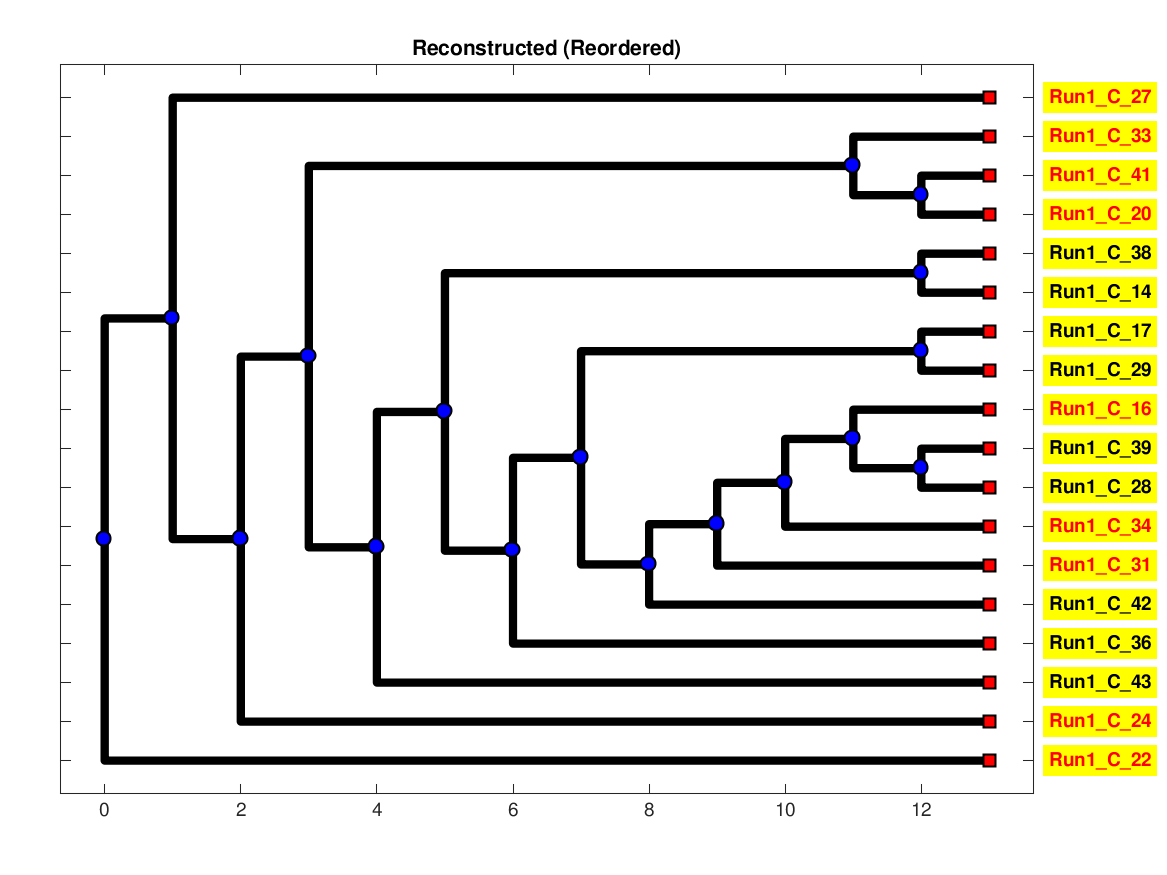 Reconstructed (Reordered)
Run1_C_27
Run1_C_33
Run1_C_41
Run1_C_20
Run1_C_38
Run1_C_14
Run1_C_17
Run1_C_29
Run1_C_16
Run1_C_39
Run1_C_28
Run1_C_34
Run1_C_31
Run1_C_42
Run1_C_36
Run1_C_43
Run1_C_24
Run1_C_22
0 2 4 6 8 10 12